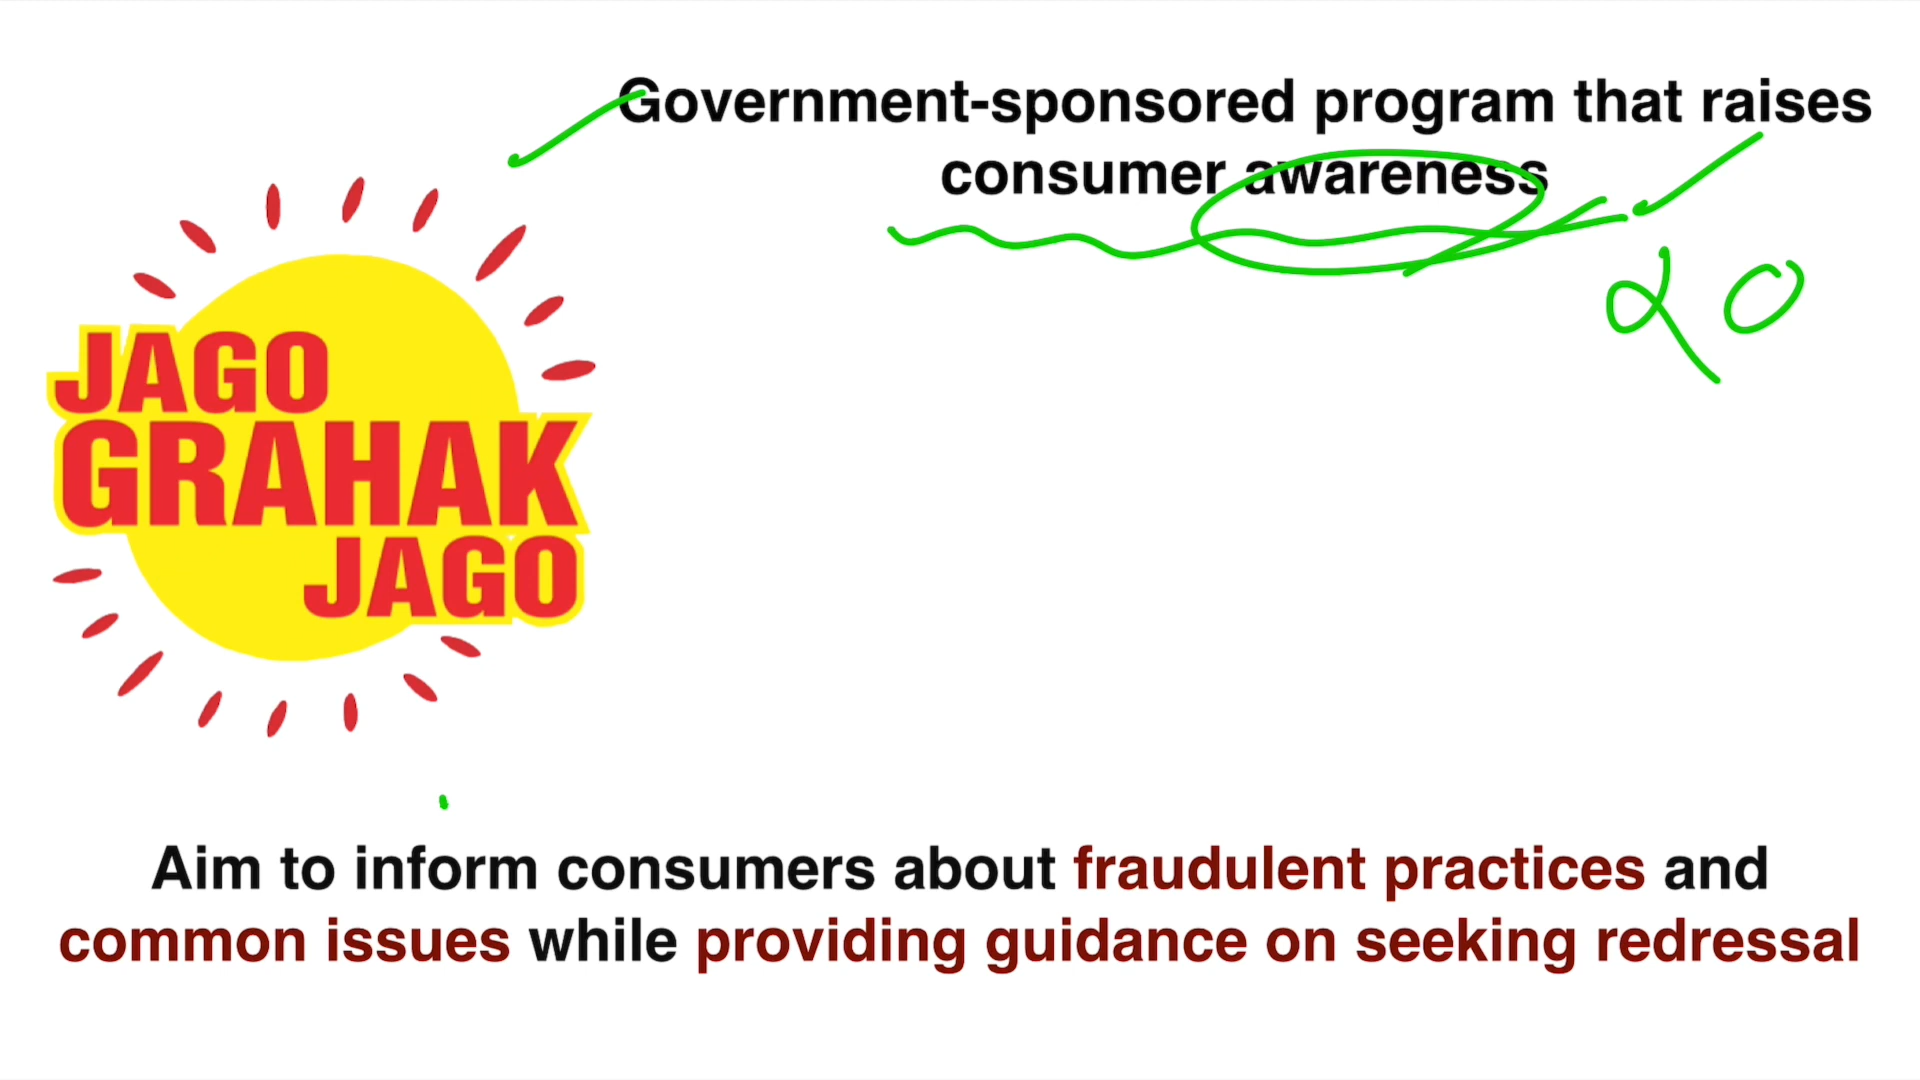 Government-sponsored program that raises
consumer awareness
JAGO
GRAHAK
JAGO
Aim to inform consumers about fraudulent practices and
common issues while providing guidance on seeking redressal